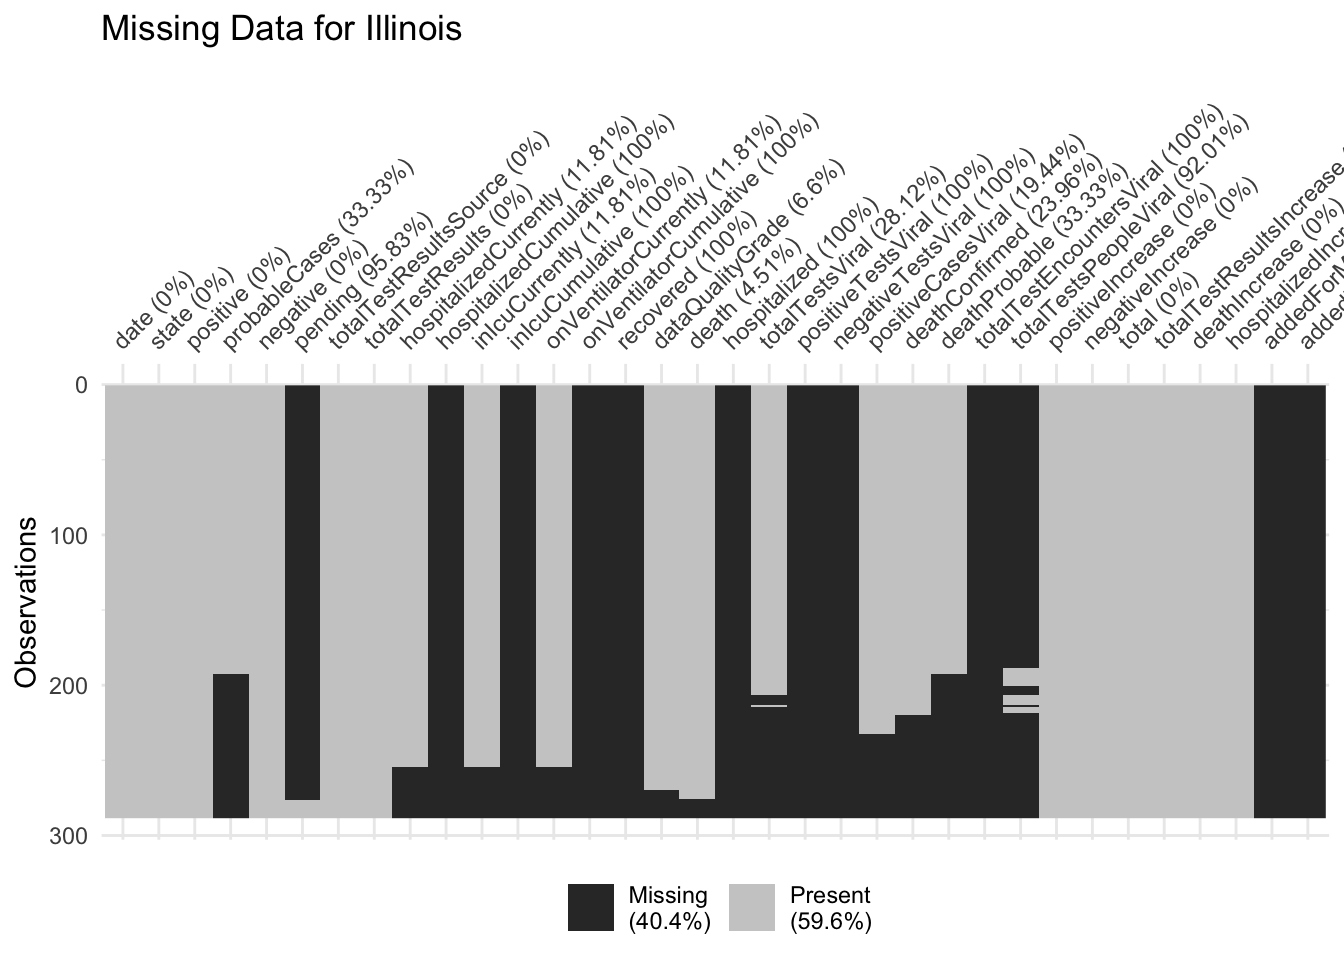 Missing Data for Illinois
date (0%)
state (0%)
positive (0%)
probableCases (33.33%)
negative (0%)
pending (95.83%)
totalTestResultsSource (0%)
totalTestResults (0%)
hospitalizedCurrently (11.81%)
hospitalizedCumulative (100%)
inIcuCurrently (11.81%)
inIcuCumulative (100%)
onVentilatorCurrently (11.81%)
onVentilatorCumulative (100%)
recovered (100%)
dataQualityGrade (6.6%)
death (4.51%)
hospitalized (100%)
totalTestsViral (28.12%)
positiveTestsViral (100%)
negativeTestsViral (100%)
positiveCasesViral (19.44%)
deathConfirmed (23.96%)
deathProbable (33.33%)
totalTestEncountersViral (100%)
totalTestsPeopleViral (92.01%)
positiveIncrease (0%)
negativeIncrease (0%)
total (0%)
totalTestResultsIncrease
deathIncrease (0%)
Observations
0
100
200
300
Missing
(40.4%)
Present
(59.6%)